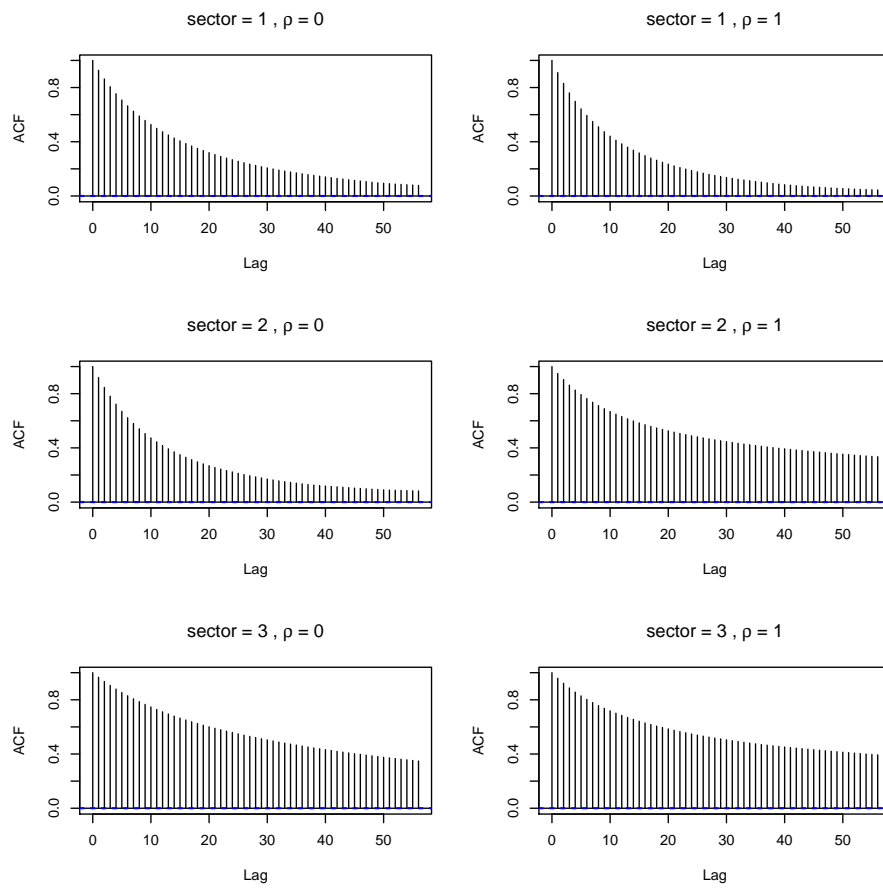 sector = 1 , ρ = 0
ACF
0.0 0.4 0.8
0 10 20 30 40 50
Lag
sector = 1 , ρ = 1
ACF
0.0 0.4 0.8
0 10 20 30 40 50
Lag
sector = 2 , ρ = 0
ACF
0.0 0.4 0.8
0 10 20 30 40 50
Lag
sector = 2 , ρ = 1
ACF
0.0 0.4 0.8
0 10 20 30 40 50
Lag
sector = 3 , ρ = 0
ACF
0.0 0.4 0.8
0 10 20 30 40 50
Lag
sector = 3 , ρ = 1
ACF
0.0 0.4 0.8
0 10 20 30 40 50
Lag